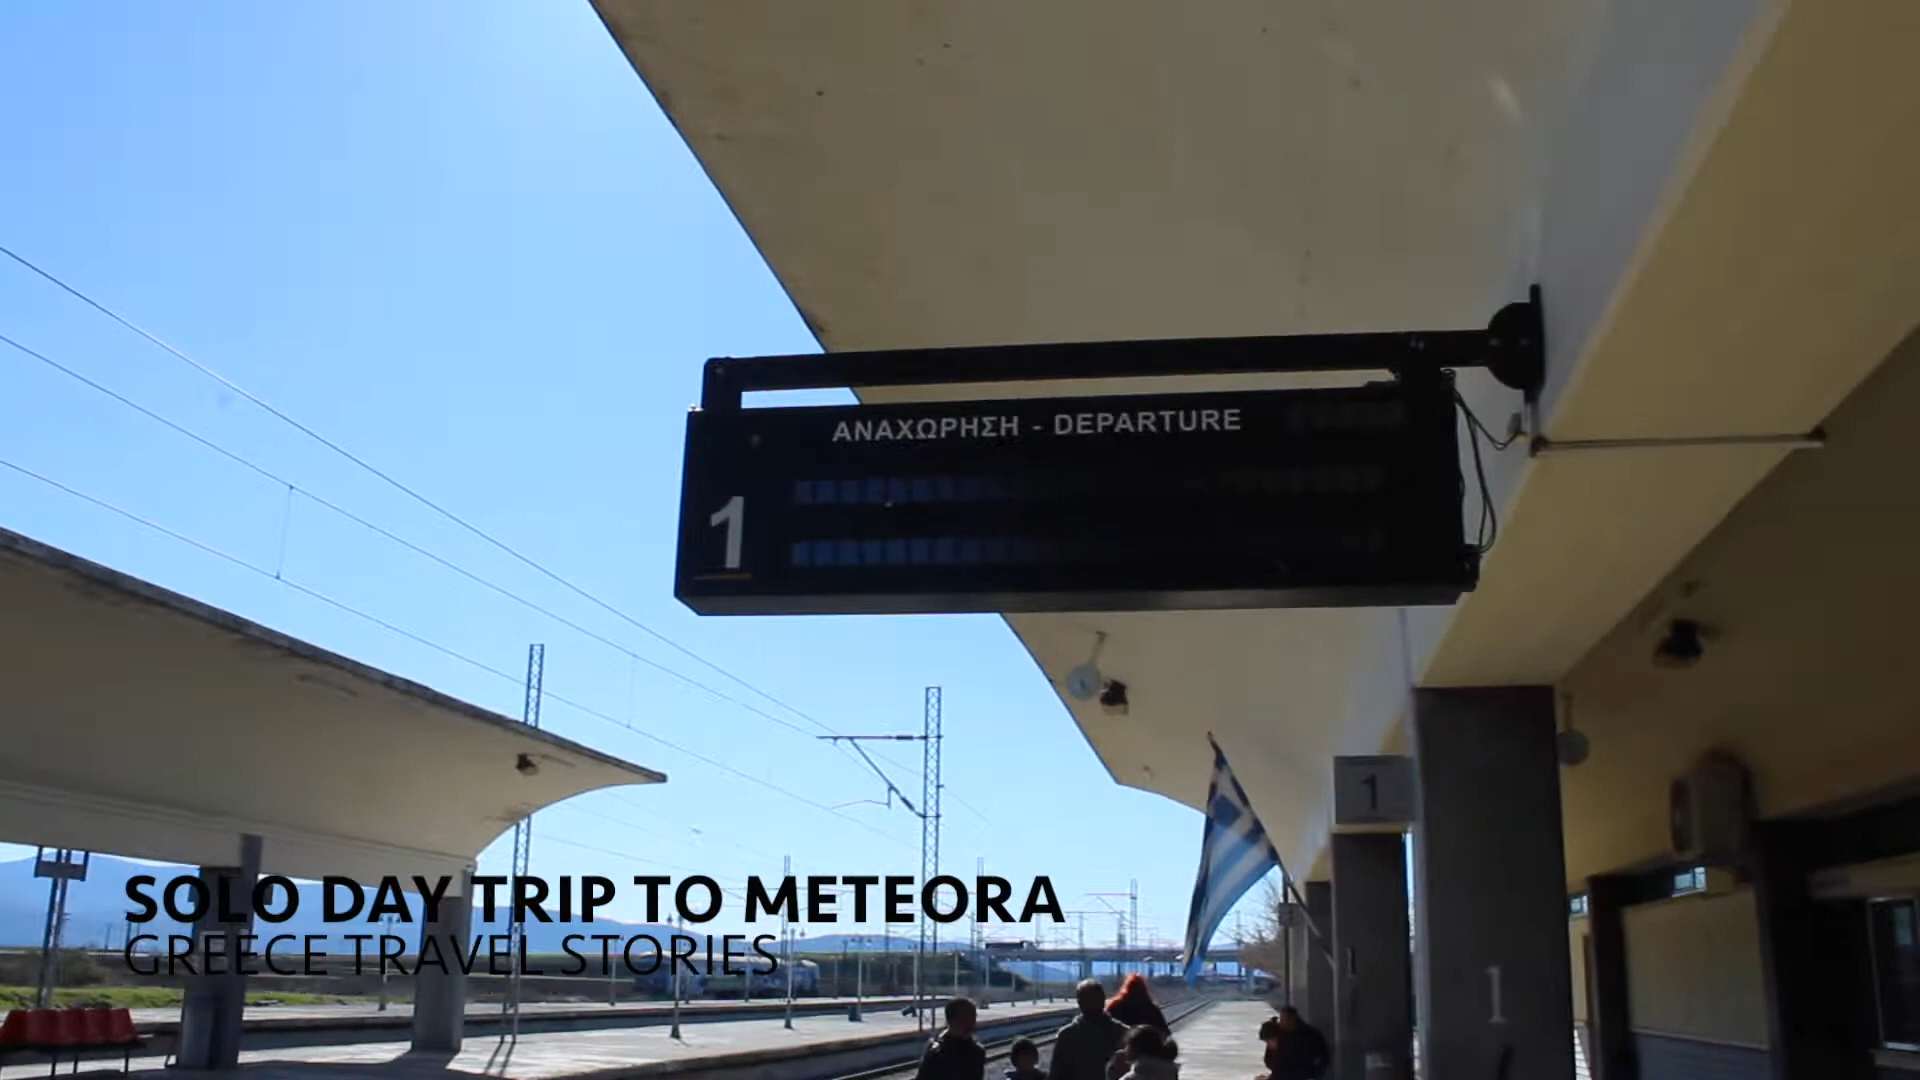 ΑΝΑΧΩΡΗΣΗ - DEPARTURE
1
1
1
SOLO DAY TRIP TO METEORA
GREECE TRAVEL STORIES